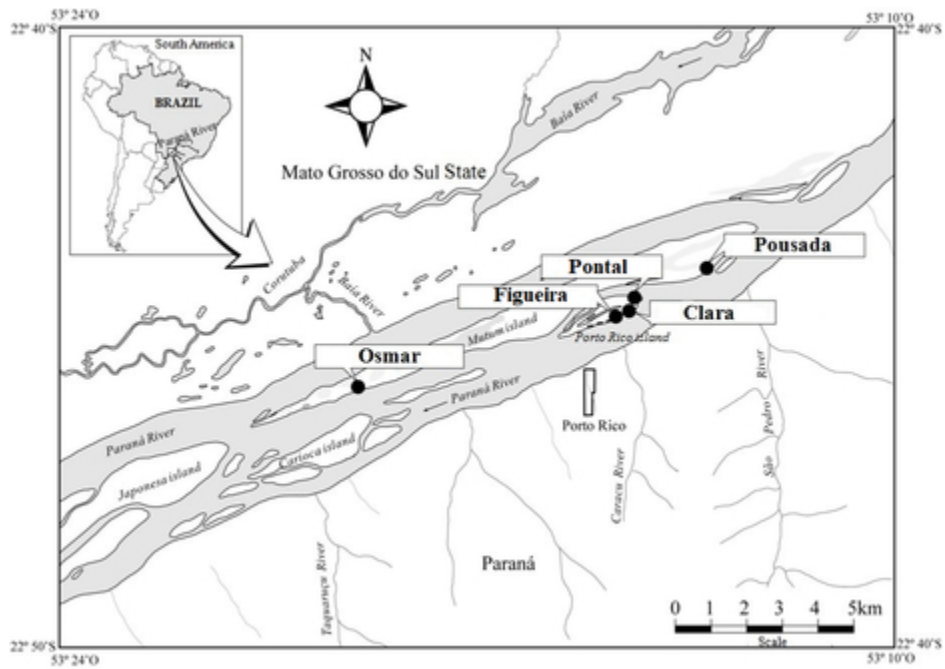 53° 24'O
53° 10'O
22° 40'S
22° 40'S
South America
BRAZIL
Paraná River
N
Baía River
Mato Grosso do Sul State
Corutuba
Baía River
Pousada
Pontal
Figueira
Clara
Mutum island
Porto Rico island
Osmar
Paraná River
Porto Rico
River
Pedro
São
Paraná River
Carioca island
Japonesa island
Caracu River
Taquaruçu River
Paraná
0 1 2 3 4 5km
Scale
22° 50'S
22° 40'S
53° 24'O
53° 10'O